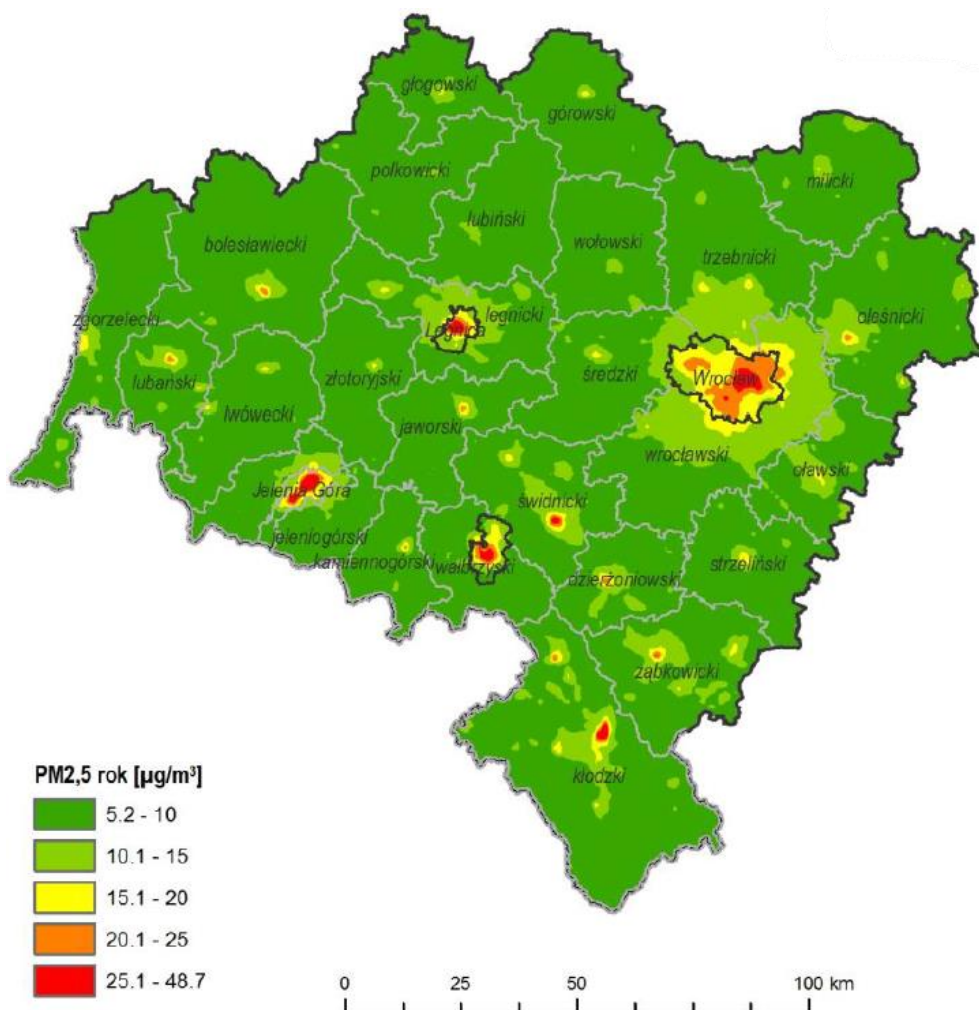 głogowski
górowski
polkowicki
milicki
lubiński
bolesławiecki
wołowski
trzebnicki
zgorzelecki
legnicki
Legnica
oleśnicki
lubański
złotoryjski
średzki
Wrocław
lwówecki
jaworski
wrocławski
oławski
Jelenia Góra
świdnicki
jeleniogórski
kamiennogórski
wałbrzyski
dzierżoniowski
strzeliński
ząbkowicki
kłodzki
PM2,5 rok [µg/m³]
5.2 - 10
10.1 - 15
15.1 - 20
20.1 - 25
25.1 - 48.7
0 25 50 100 km